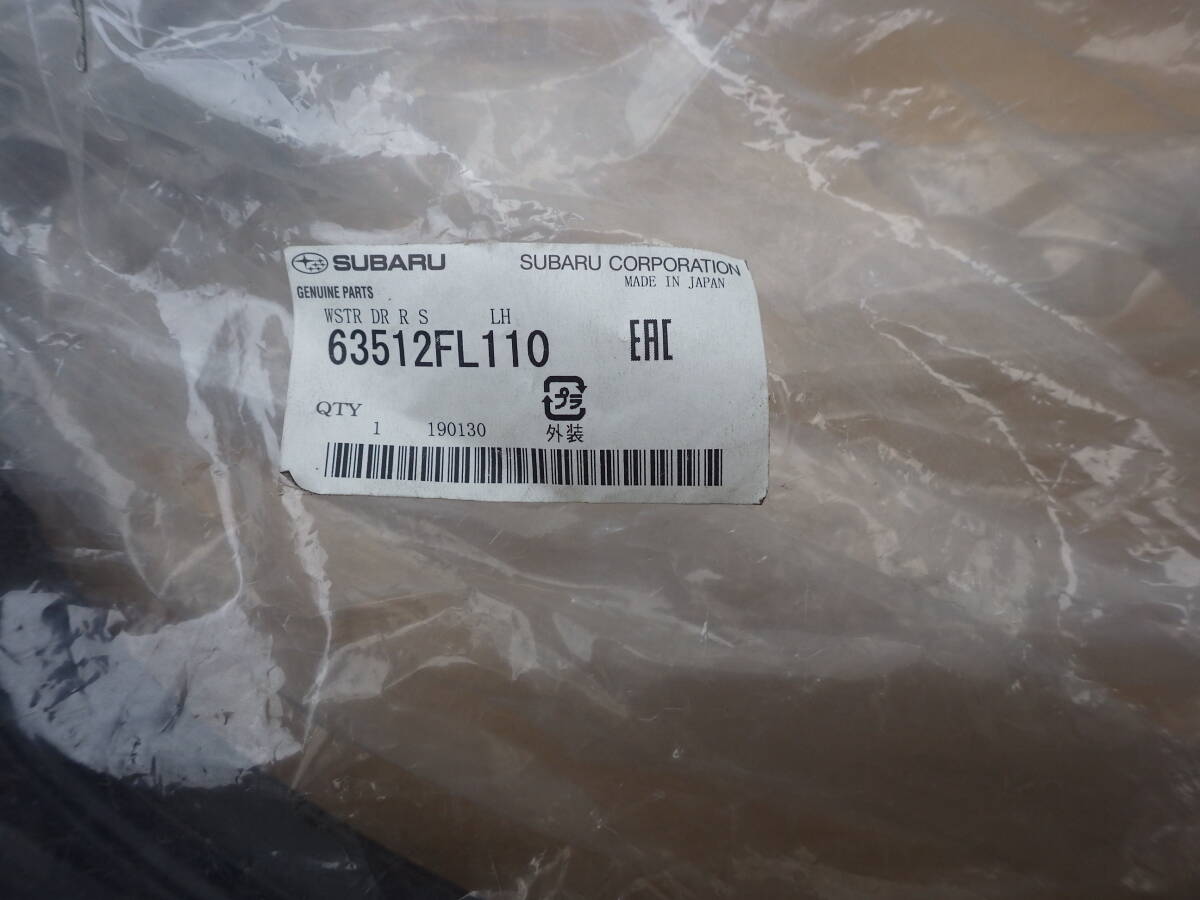 SUBARU SUBARU CORPORATION
GENUINE PARTS MADE IN JAPAN
WSTR DR R S LH
63512FL110 EAC
QTY プラ
1 190130 外装